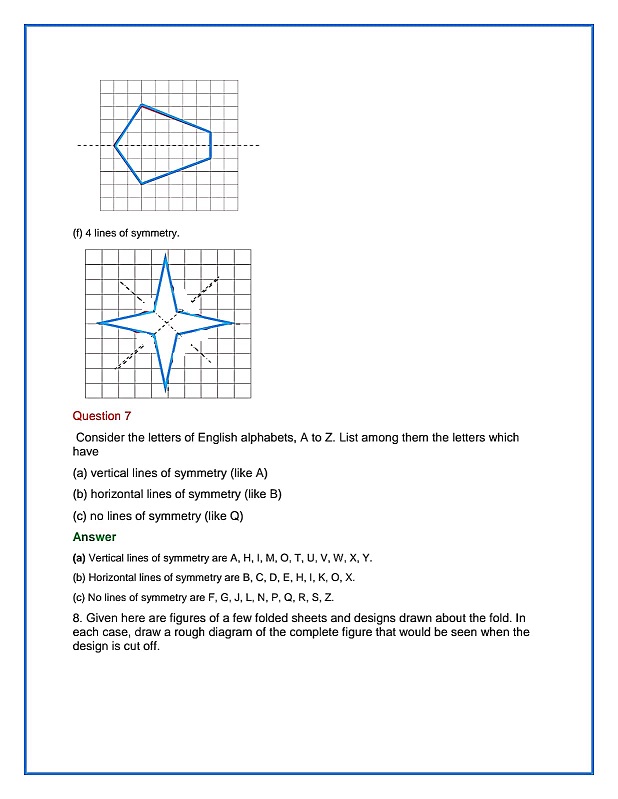 (f) 4 lines of symmetry.
Question 7
Consider the letters of English alphabets, A to Z. List among them the letters which
have
(a) vertical lines of symmetry (like A)
(b) horizontal lines of symmetry (like B)
(c) no lines of symmetry (like Q)
Answer
(a) Vertical lines of symmetry are A, H, I, M, O, T, U, V, W, X, Y.
(b) Horizontal lines of symmetry are B, C, D, E, H, I, K, O, X.
(c) No lines of symmetry are F, G, J, L, N, P, Q, R, S, Z.
8. Given here are figures of a few folded sheets and designs drawn about the fold. In
each case, draw a rough diagram of the complete figure that would be seen when the
design is cut off.